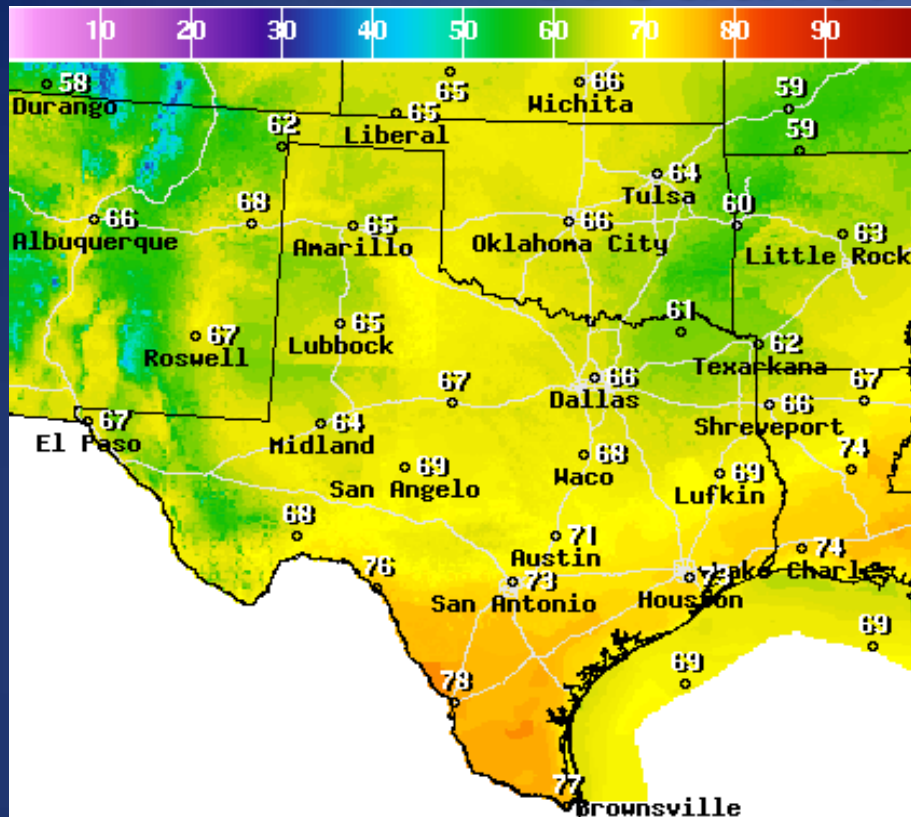 10 20 30 40 50 60 70 80 90
58
Durango
65
66
Wichita
59
65
Liberal
62
59
64
Tulsa
68
66
Albuquerque
65
Amarillo
66
Oklahoma City
60
63
Little Rock
67
Roswell
65
Lubbock
61
62
Texarkana
66
Dallas
67
66
Shreveport
67
67
El Paso
64
Midland
69
San Angelo
68
Waco
69
Lufkin
74
68
71
Austin
74
Lake Charles
76
73
San Antonio
73
Houston
69
69
78
77
Brownsville